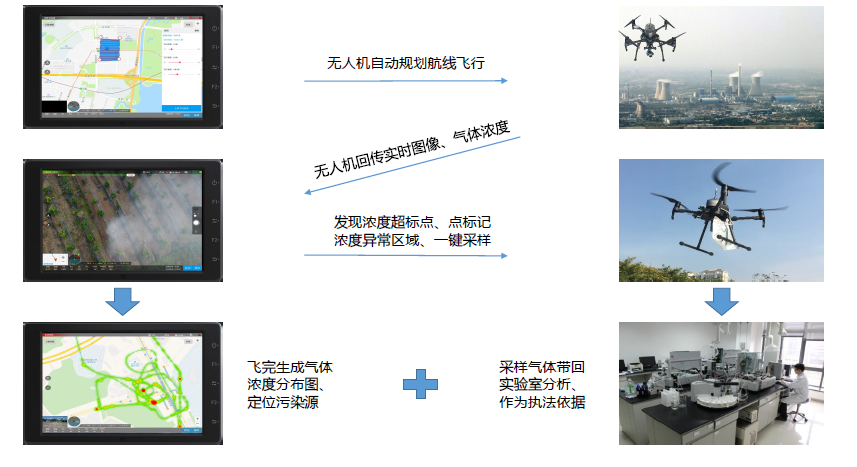 无人机自动规划航线飞行
无人机回传实时图像、气体浓度
发现浓度超标点、点标记
浓度异常区域、一键采样
飞完生成气体
浓度分布图、
定位污染源
采样气体带回
实验室分析、
作为执法依据